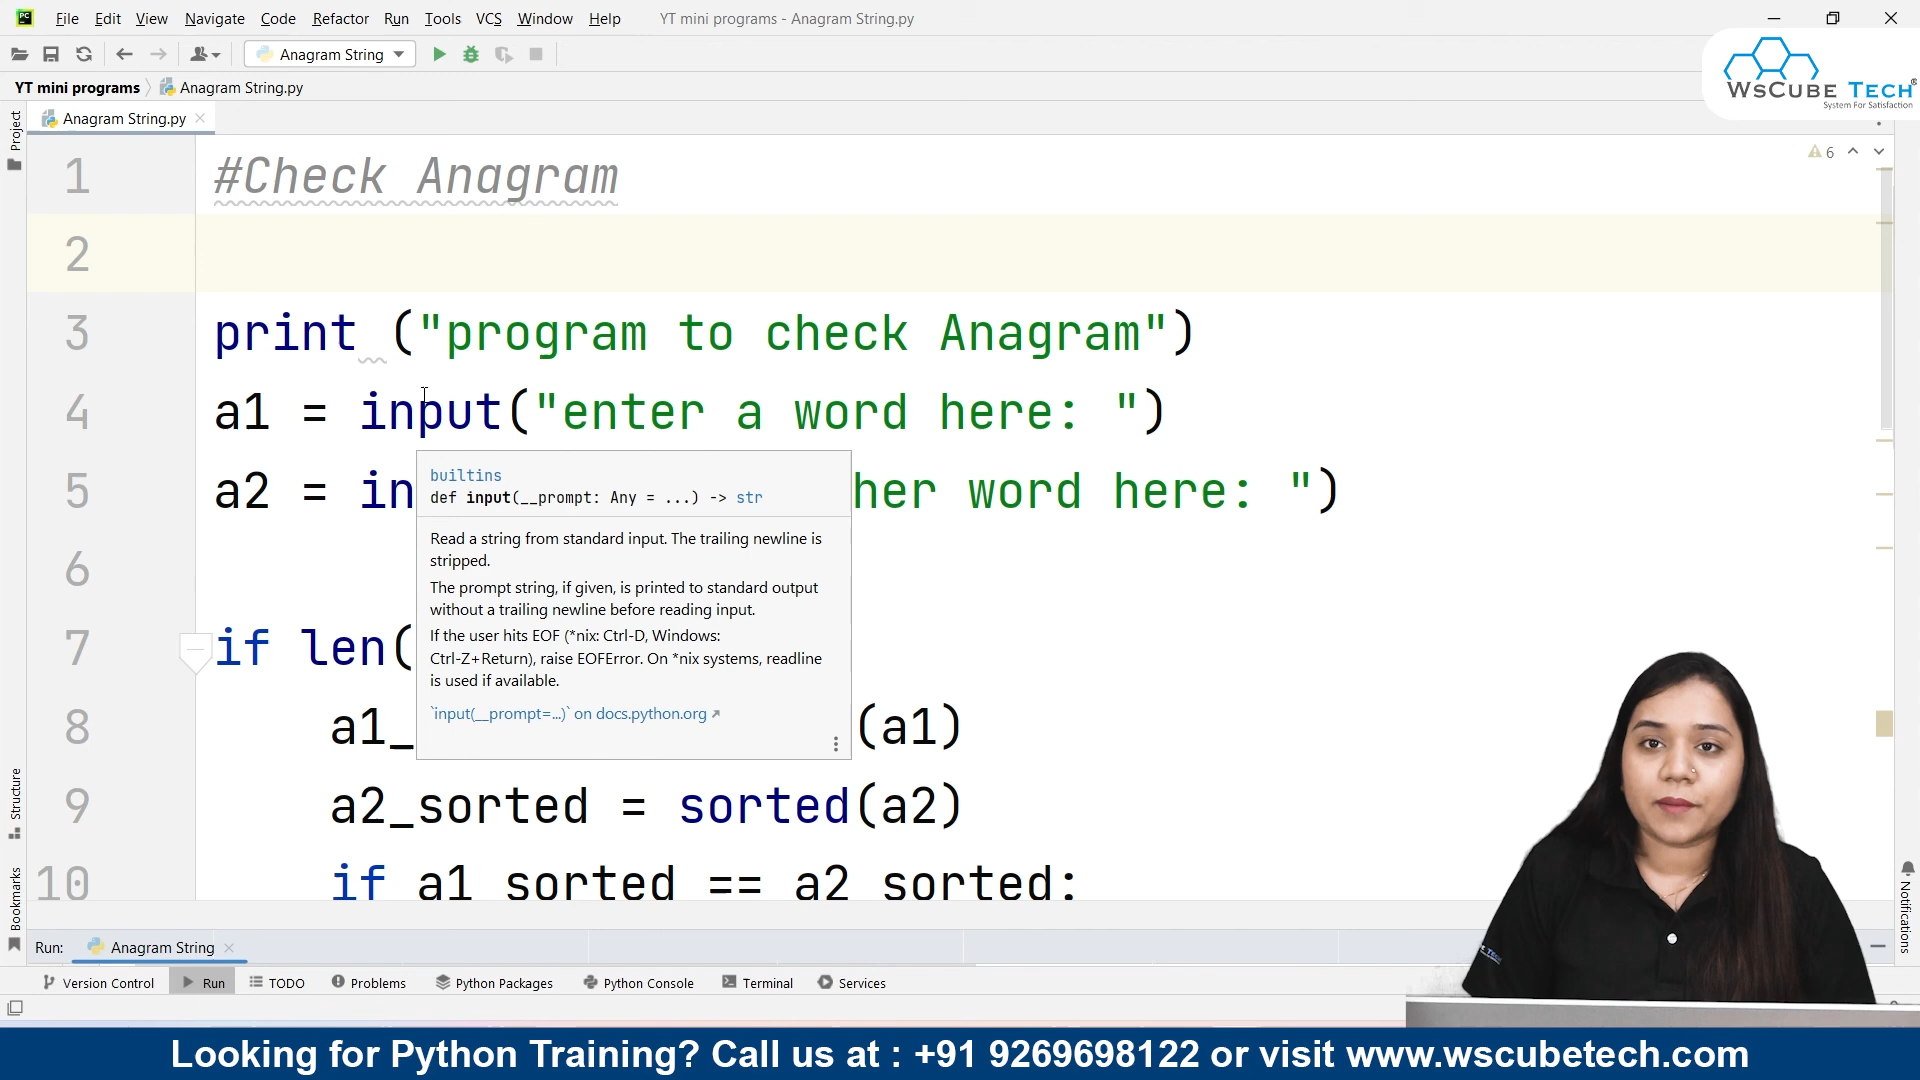 File Edit View Navigate Code Refactor Run Tools VCS Window Help YT mini programs - Anagram String.py
Anagram String
WsCube Tech®
System For Satisfaction
YT mini programs Anagram String.py
Project
Anagram String.py
6
1 #Check Anagram
2
3 print ("program to check Anagram")
4 a1 = input("enter a word here: ")
5 a2 = in her word here: ")
builtins
def input(__prompt: Any = ...) -> str
Read a string from standard input. The trailing newline is
stripped.
The prompt string, if given, is printed to standard output
without a trailing newline before reading input.
If the user hits EOF (*nix: Ctrl-D, Windows:
Ctrl-Z+Return), raise EOFError. On *nix systems, readline
is used if available.
`input(__prompt=...)` on docs.python.org
6
7 if len(
8 a1_ (a1)
9 a2_sorted = sorted(a2)
10 if a1_sorted == a2_sorted:
Structure
Bookmarks
Notifications
Run: Anagram String
Version Control Run TODO Problems Python Packages Python Console Terminal Services
Looking for Python Training? Call us at : +91 9269698122 or visit www.wscubetech.com